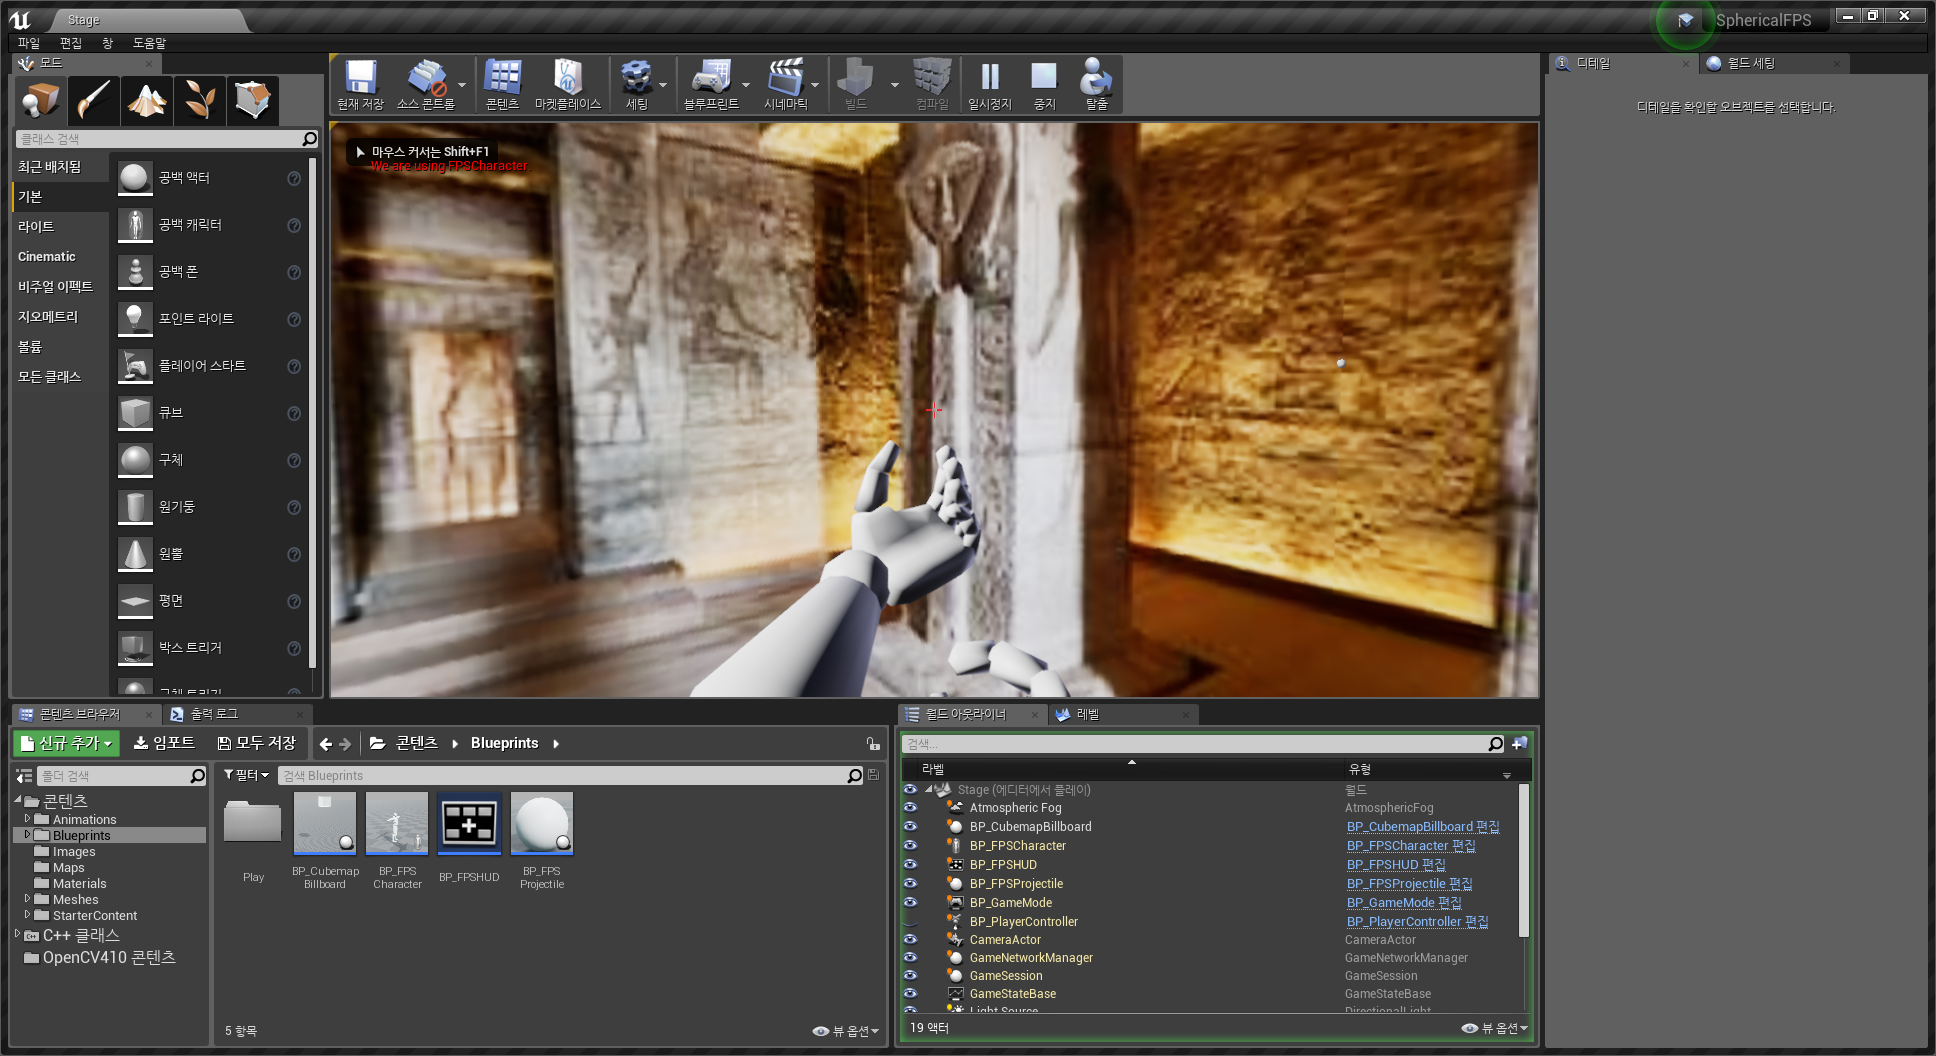 Stage
SphericalFPS
파일 편집 창 도움말
모드
디테일
월드 세팅
현재 저장
소스 콘트롤
콘텐츠
마켓플레이스
세팅
블루프린트
시네마틱
빌드
컴파일
일시정지
중지
탈출
디테일을 확인할 오브젝트를 선택합니다.
클래스 검색
마우스 커서는 Shift+F1
We are using FPSCharacter.
최근 배치됨
기본
라이트
Cinematic
비주얼 이펙트
지오메트리
볼륨
모든 클래스
공백 액터
공백 캐릭터
공백 폰
포인트 라이트
플레이어 스타트
큐브
구체
원기둥
원뿔
평면
박스 트리거
구체 트리거
콘텐츠 브라우저
출력 로그
신규 추가
임포트
모두 저장
콘텐츠
Blueprints
폴더 검색
필터
검색 Blueprints
콘텐츠
Animations
Blueprints
Images
Maps
Materials
Meshes
StarterContent
C++ 클래스
OpenCV410 콘텐츠
Play
BP_Cubemap
Billboard
BP_FPS
Character
BP_FPSHUD
BP_FPS
Projectile
5 항목
뷰 옵션
월드 아웃라이너
레벨
검색...
라벨 유형
Stage (에디터에서 플레이) 월드
Atmospheric Fog AtmosphericFog
BP_CubemapBillboard BP_CubemapBillboard 편집
BP_FPSCharacter BP_FPSCharacter 편집
BP_FPSHUD BP_FPSHUD 편집
BP_FPSProjectile BP_FPSProjectile 편집
BP_GameMode BP_GameMode 편집
BP_PlayerController BP_PlayerController 편집
CameraActor CameraActor
GameNetworkManager GameNetworkManager
GameSession GameSession
GameStateBase GameStateBase
Light Source DirectionalLight
19 액터
뷰 옵션